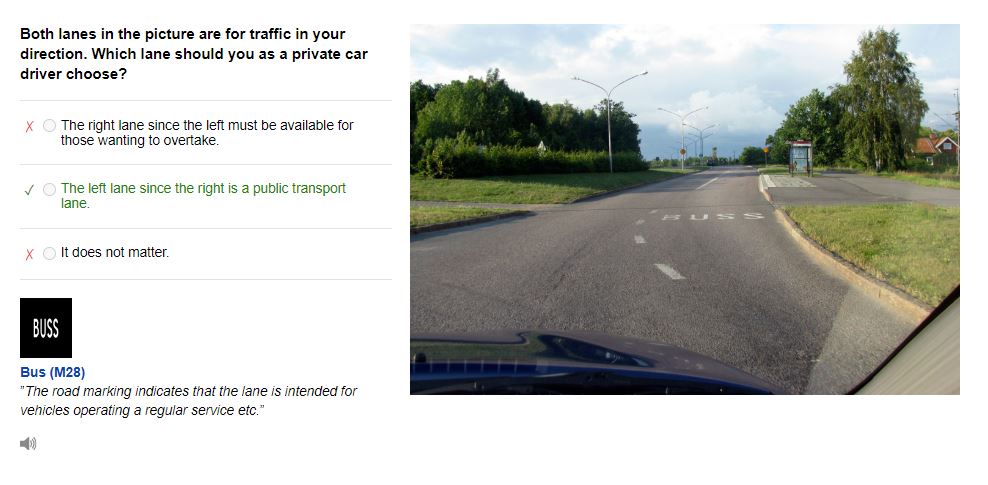 Both lanes in the picture are for traffic in your
direction. Which lane should you as a private car
driver choose?
✗ The right lane since the left must be available for
those wanting to overtake.
✓ The left lane since the right is a public transport
lane.
✗ It does not matter.
BUSS
Bus (M28)
"The road marking indicates that the lane is intended for
vehicles operating a regular service etc."
BUSS